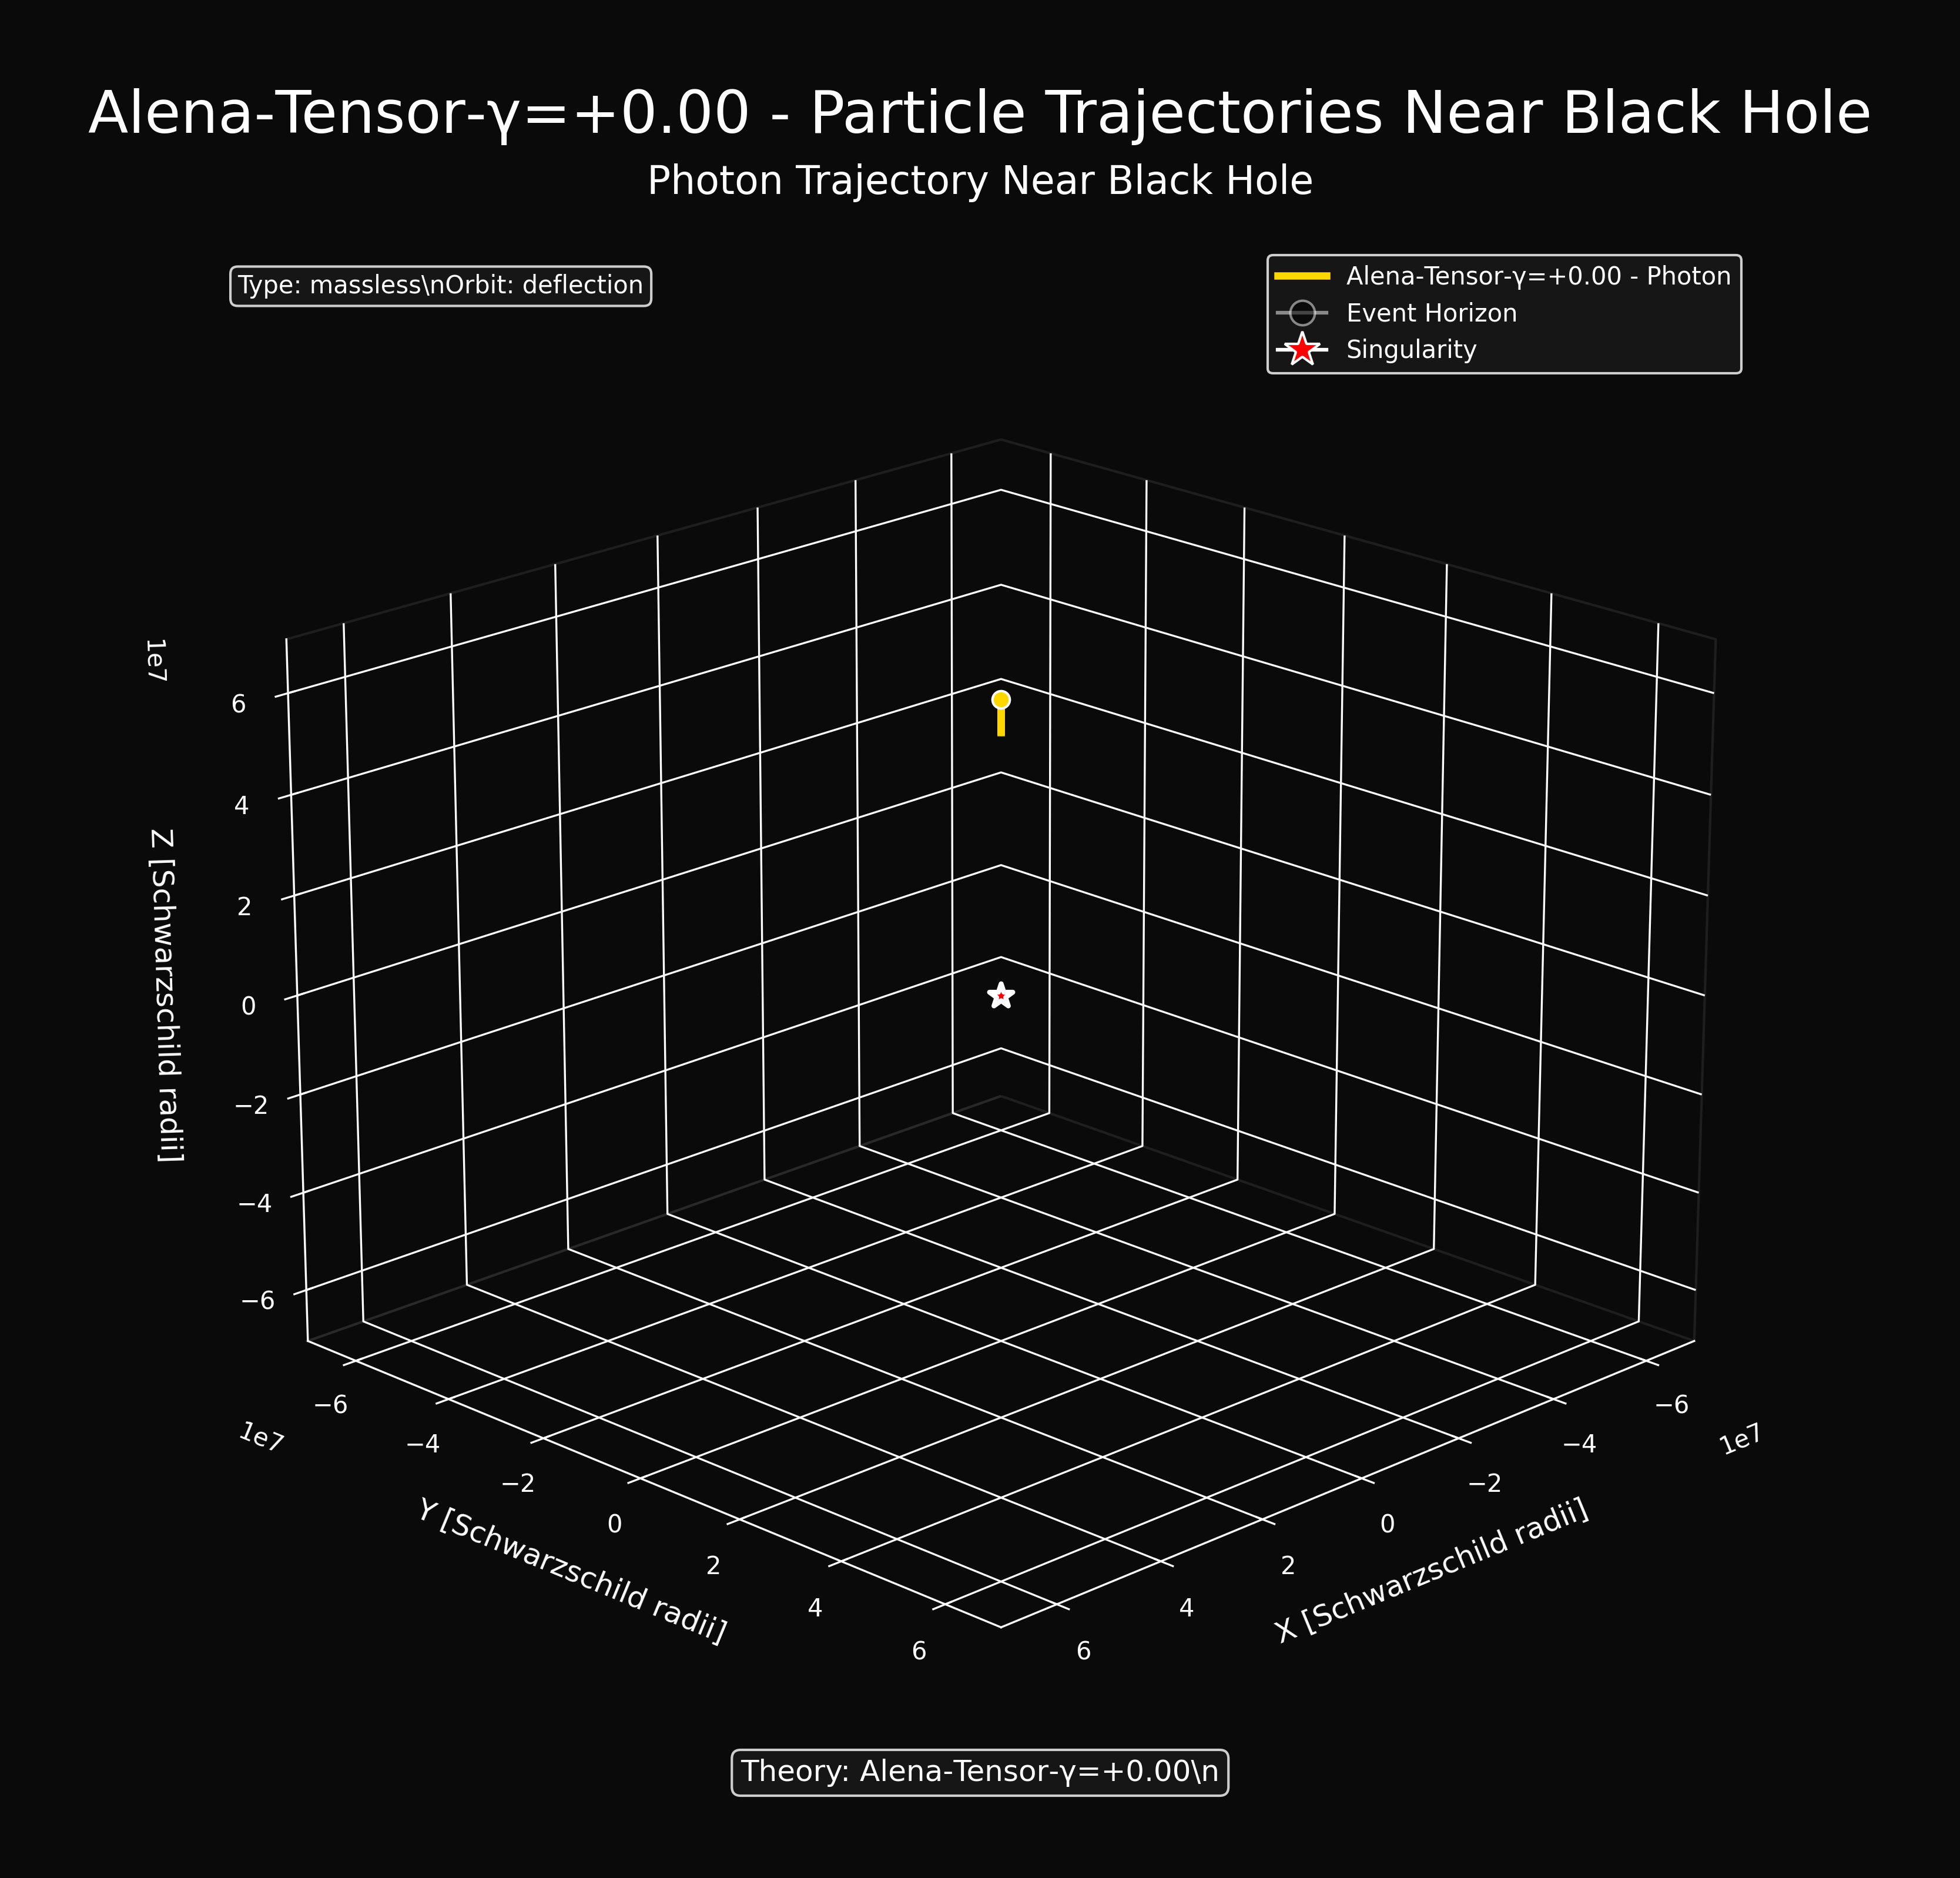 Alena-Tensor-γ=+0.00 - Particle Trajectories Near Black Hole
Photon Trajectory Near Black Hole
Type: massless\nOrbit: deflection
Alena-Tensor-γ=+0.00 - Photon
Event Horizon
Singularity
1e7
6
4
2
0
−2
−4
−6
Z [Schwarzschild radii]
−6
−4
−2
0
2
4
6
1e7
Y [Schwarzschild radii]
6
4
2
0
−2
−4
−6
1e7
X [Schwarzschild radii]
Theory: Alena-Tensor-γ=+0.00\n